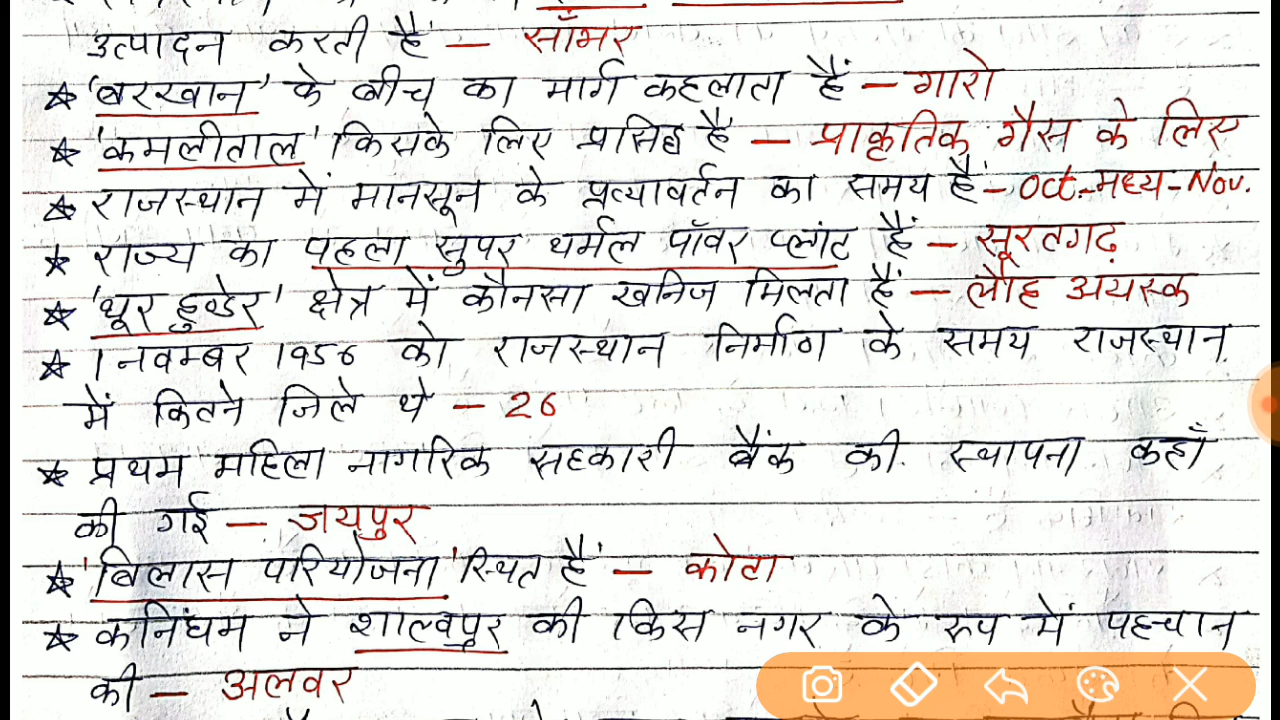 उत्पादन करती है – साँभर
★ 'बरखान' के बीच का मार्ग कहलाता हैं – गारो
★ 'कमलीताल' किसके लिए प्रसिद्ध है – प्राकृतिक गैस के लिए
★ राजस्थान में मानसून के प्रत्यावर्तन का समय है – Oct.-मध्य-Nov.
★ राज्य का पहला सुपर थर्मल पॉवर प्लांट हैं – सूरतगढ़
★ 'थूर हुण्डेर' क्षेत्र में कौनसा खनिज मिलता हैं – लौह अयस्क
★ 1 नवम्बर 1956 को राजस्थान निर्माण के समय राजस्थान
में कितने जिले थे – 26
★ प्रथम महिला नागरिक सहकारी बैंक की स्थापना कहाँ
की गई – जयपुर
★ 'बिलास परियोजना' स्थित हैं – कोटा
★ कनिंघम ने शाल्वपुर की किस नगर के रूप में पहचान
की – अलवर